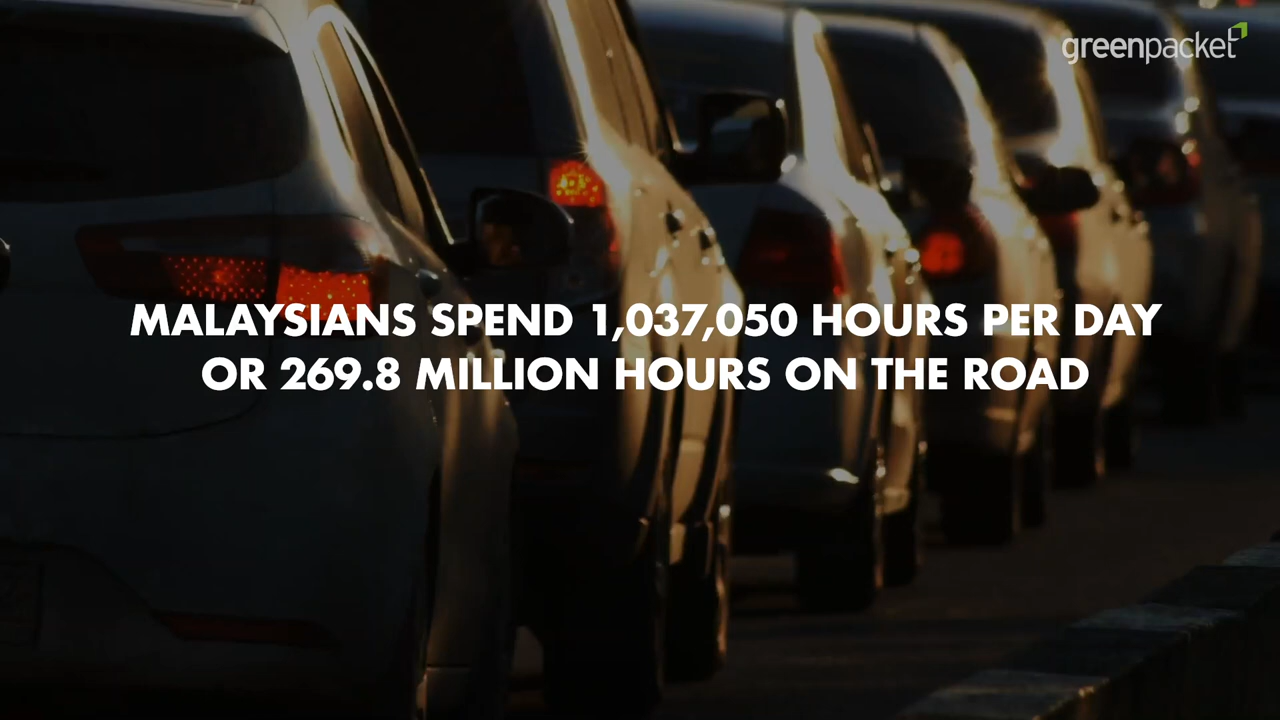 greenpacket
MALAYSIANS SPEND 1,037,050 HOURS PER DAY
OR 269.8 MILLION HOURS ON THE ROAD